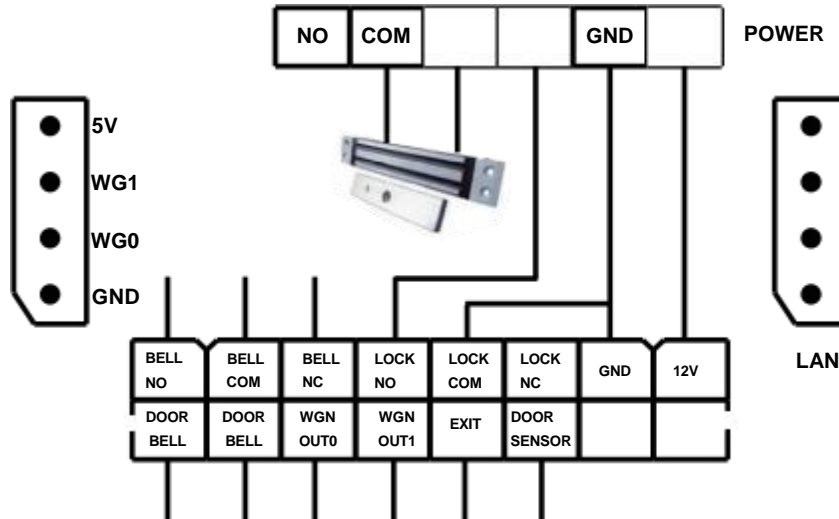 NO COM GND POWER
5V
WG1
WG0
GND
LAN
BELL NO
BELL COM
BELL NC
LOCK NO
LOCK COM
LOCK NC
GND
12V
DOOR BELL
DOOR BELL
WGN OUT0
WGN OUT1
EXIT
DOOR SENSOR